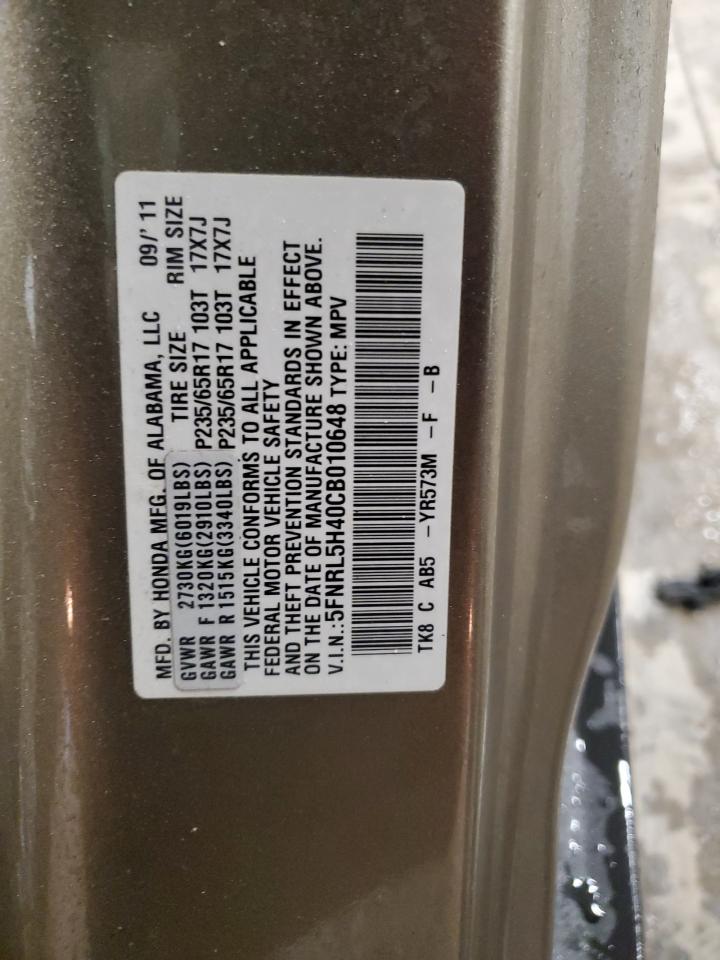 MFD. BY HONDA MFG. OF ALABAMA, LLC 09/' 11
TIRE SIZE RIM SIZE
GVWR 2730KG(6019LBS)
GAWR F 1320KG(2910LBS) P235/65R17 103T 17X7J
GAWR R 1515KG(3340LBS) P235/65R17 103T 17X7J
THIS VEHICLE CONFORMS TO ALL APPLICABLE
FEDERAL MOTOR VEHICLE SAFETY
AND THEFT PREVENTION STANDARDS IN EFFECT
ON THE DATE OF MANUFACTURE SHOWN ABOVE.
V.I.N.:5FNRL5H40CB010648 TYPE: MPV
TK8 C AB5 -YR573M -F -B